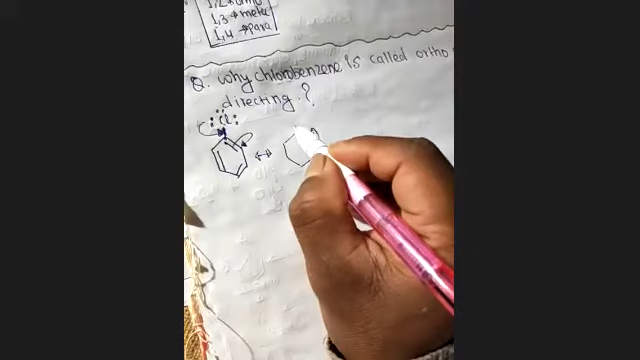 1,2 → ortho
1,3 → meta
1,4 → para
Q. why chlorobenzene is called ortho
directing ?
:Cl: